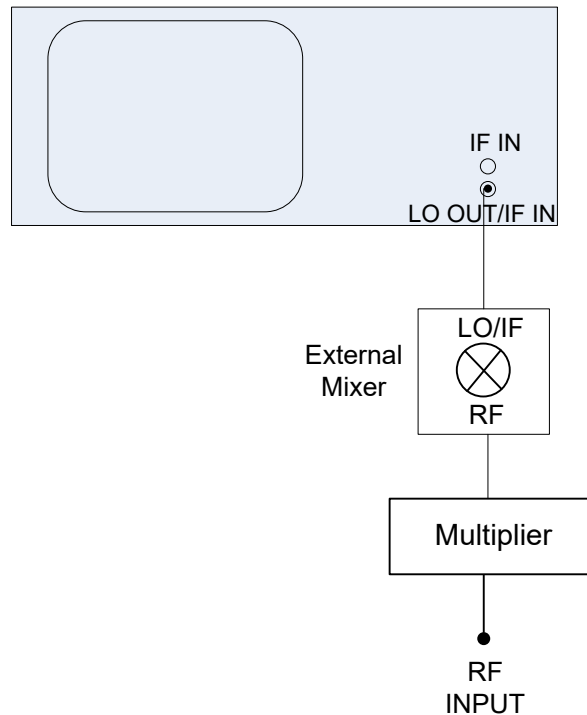 IF IN
LO OUT/IF IN
LO/IF
External
Mixer
RF
Multiplier
RF
INPUT